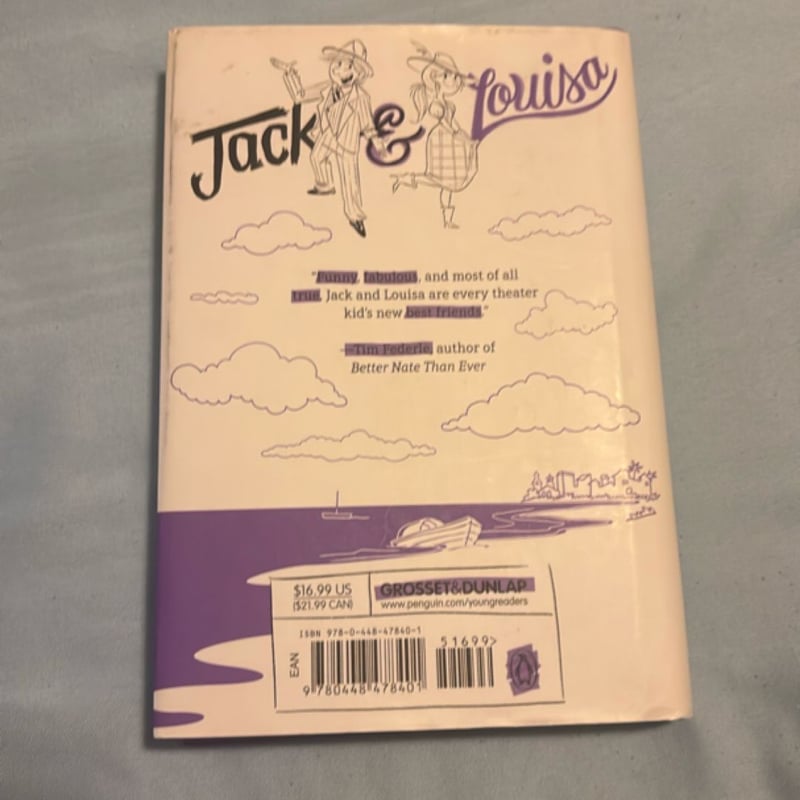 Jack & Louisa
"Funny, fabulous, and most of all
true, Jack and Louisa are every theater
kid's new best friends."
—Tim Federle, author of
Better Nate Than Ever
$16.99 US
($21.99 CAN)
GROSSET&DUNLAP
www.penguin.com/youngreaders
ISBN 978-0-448-47840-1
51699>
EAN
9 780448 478401